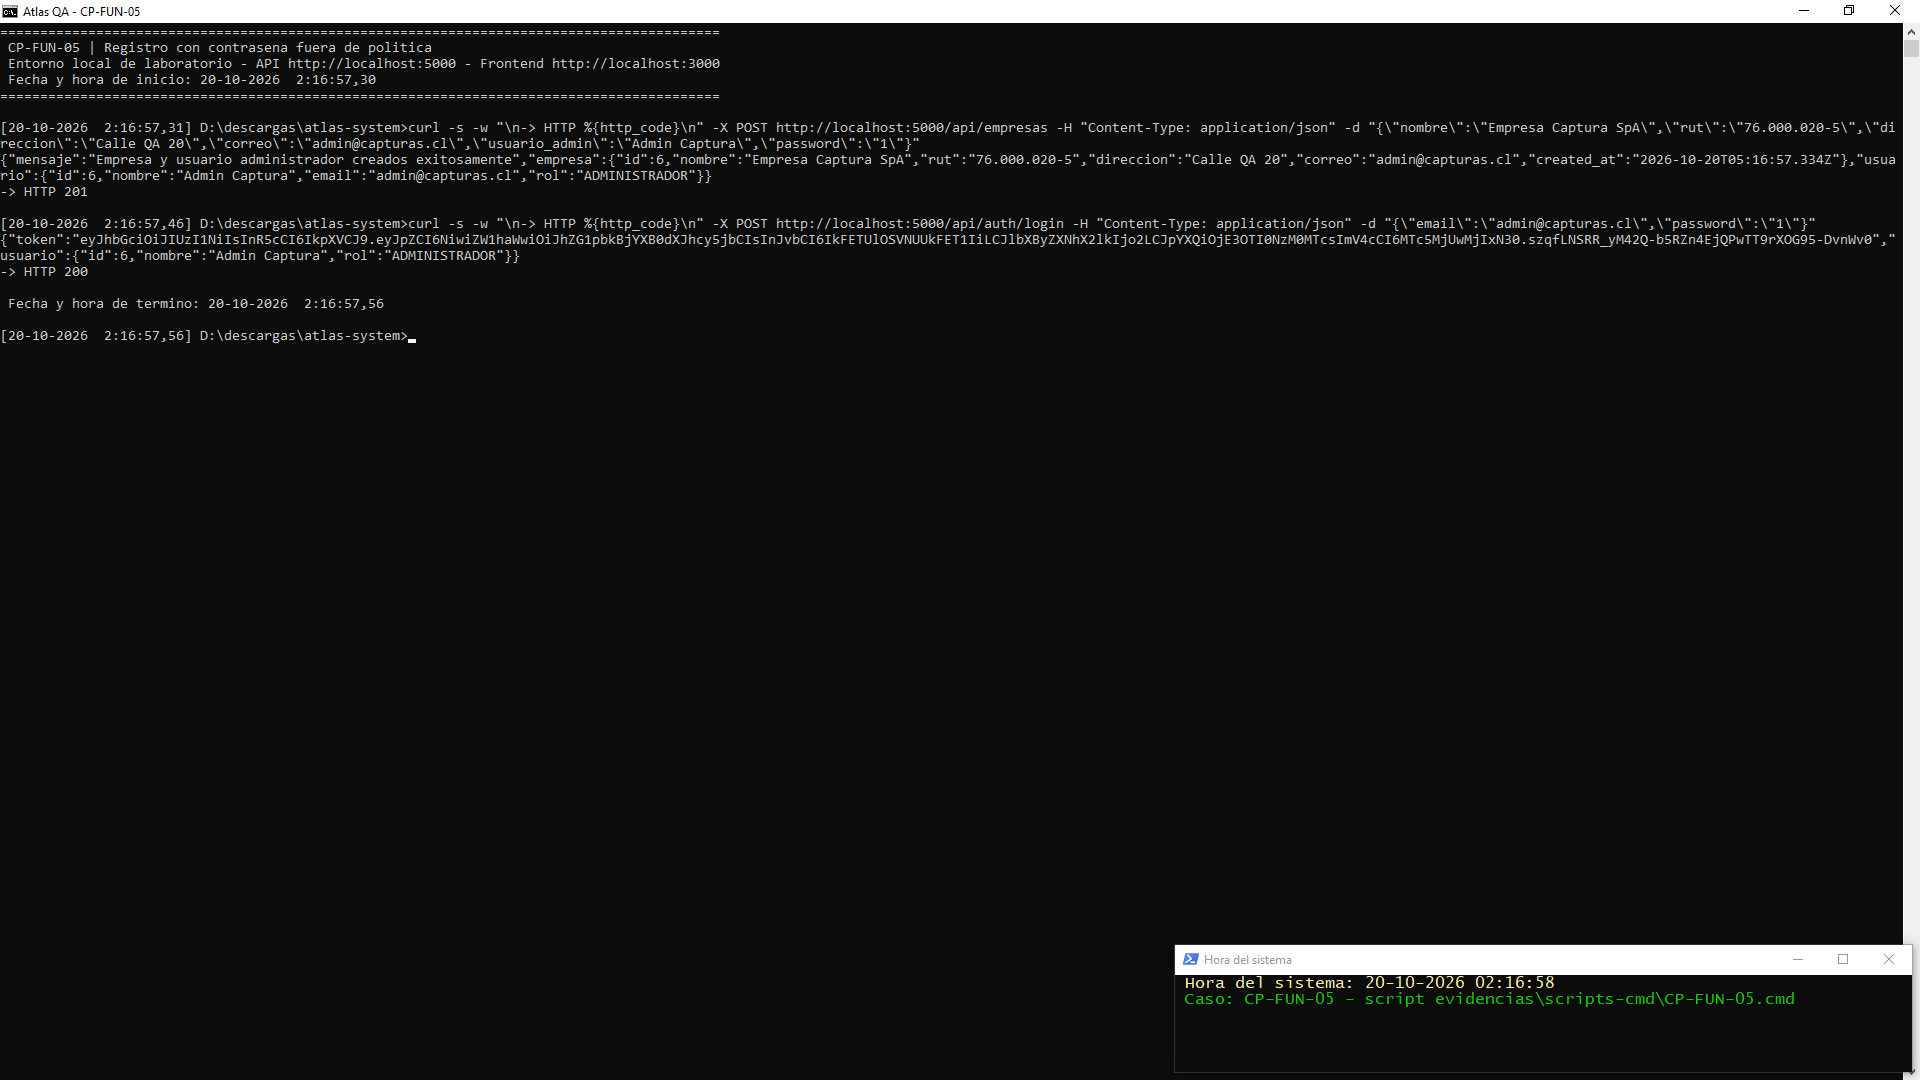 Atlas QA - CP-FUN-05
==========================================================================================
CP-FUN-05 | Registro con contrasena fuera de politica
Entorno local de laboratorio - API http://localhost:5000 - Frontend http://localhost:3000
Fecha y hora de inicio: 20-10-2026  2:16:57,30
==========================================================================================
[20-10-2026  2:16:57,31] D:\descargas\atlas-system>curl -s -w "\n-> HTTP %{http_code}\n" -X POST http://localhost:5000/api/empresas -H "Content-Type: application/json" -d "{\"nombre\":\"Empresa Captura SpA\",\"rut\":\"76.000.020-5\",\"di
reccion\":\"Calle QA 20\",\"correo\":\"admin@capturas.cl\",\"usuario_admin\":\"Admin Captura\",\"password\":\"1\"}"
{"mensaje":"Empresa y usuario administrador creados exitosamente","empresa":{"id":6,"nombre":"Empresa Captura SpA","rut":"76.000.020-5","direccion":"Calle QA 20","correo":"admin@capturas.cl","created_at":"2026-10-20T05:16:57.334Z"},"usua
rio":{"id":6,"nombre":"Admin Captura","email":"admin@capturas.cl","rol":"ADMINISTRADOR"}}
-> HTTP 201
[20-10-2026  2:16:57,46] D:\descargas\atlas-system>curl -s -w "\n-> HTTP %{http_code}\n" -X POST http://localhost:5000/api/auth/login -H "Content-Type: application/json" -d "{\"email\":\"admin@capturas.cl\",\"password\":\"1\"}"
{"token":"eyJhbGciOiJIUzI1NiIsInR5cCI6IkpXVCJ9.eyJpZCI6NiwiZW1haWwiOiJhZG1pbkBjYXB0dXJhcy5jbCIsInJvbCI6IkFETUlOSVNUUkFET1IiLCJlbXByZXNhX2lkIjo2LCJpYXQiOjE3OTI0NzM0MTcsImV4cCI6MTc5MjUwMjIxN30.szqfLNSRR_yM42Q-b5RZn4EjQPwTT9rXOG95-DvnWv0","
usuario":{"id":6,"nombre":"Admin Captura","rol":"ADMINISTRADOR"}}
-> HTTP 200
Fecha y hora de termino: 20-10-2026  2:16:57,56
[20-10-2026  2:16:57,56] D:\descargas\atlas-system>
Hora del sistema
Hora del sistema: 20-10-2026 02:16:58
Caso: CP-FUN-05 - script evidencias\scripts-cmd\CP-FUN-05.cmd